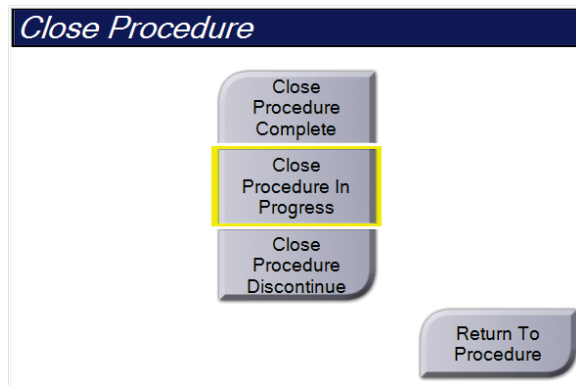 Close Procedure
Close
Procedure
Complete
Close
Procedure In
Progress
Close
Procedure
Discontinue
Return To
Procedure